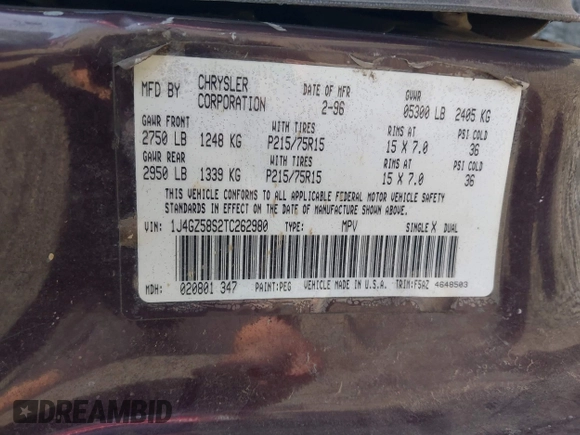 MFD BY CHRYSLER CORPORATION DATE OF MFR 2-96 GVWR 05300 LB 2405 KG
GAWR FRONT WITH TIRES RIMS AT PSI COLD
2750 LB 1248 KG P215/75R15 15 X 7.0 36
GAWR REAR WITH TIRES RIMS AT PSI COLD
2950 LB 1339 KG P215/75R15 15 X 7.0 36
THIS VEHICLE CONFORMS TO ALL APPLICABLE FEDERAL MOTOR VEHICLE SAFETY
STANDARDS IN EFFECT ON THE DATE OF MANUFACTURE SHOWN ABOVE.
VIN: 1J4GZ58S2TC262980 TYPE: MPV SINGLE X DUAL
MDH: 020801 347 PAINT:PEG VEHICLE MADE IN U.S.A. TRIM:F5AZ 4648503
DREAMBID